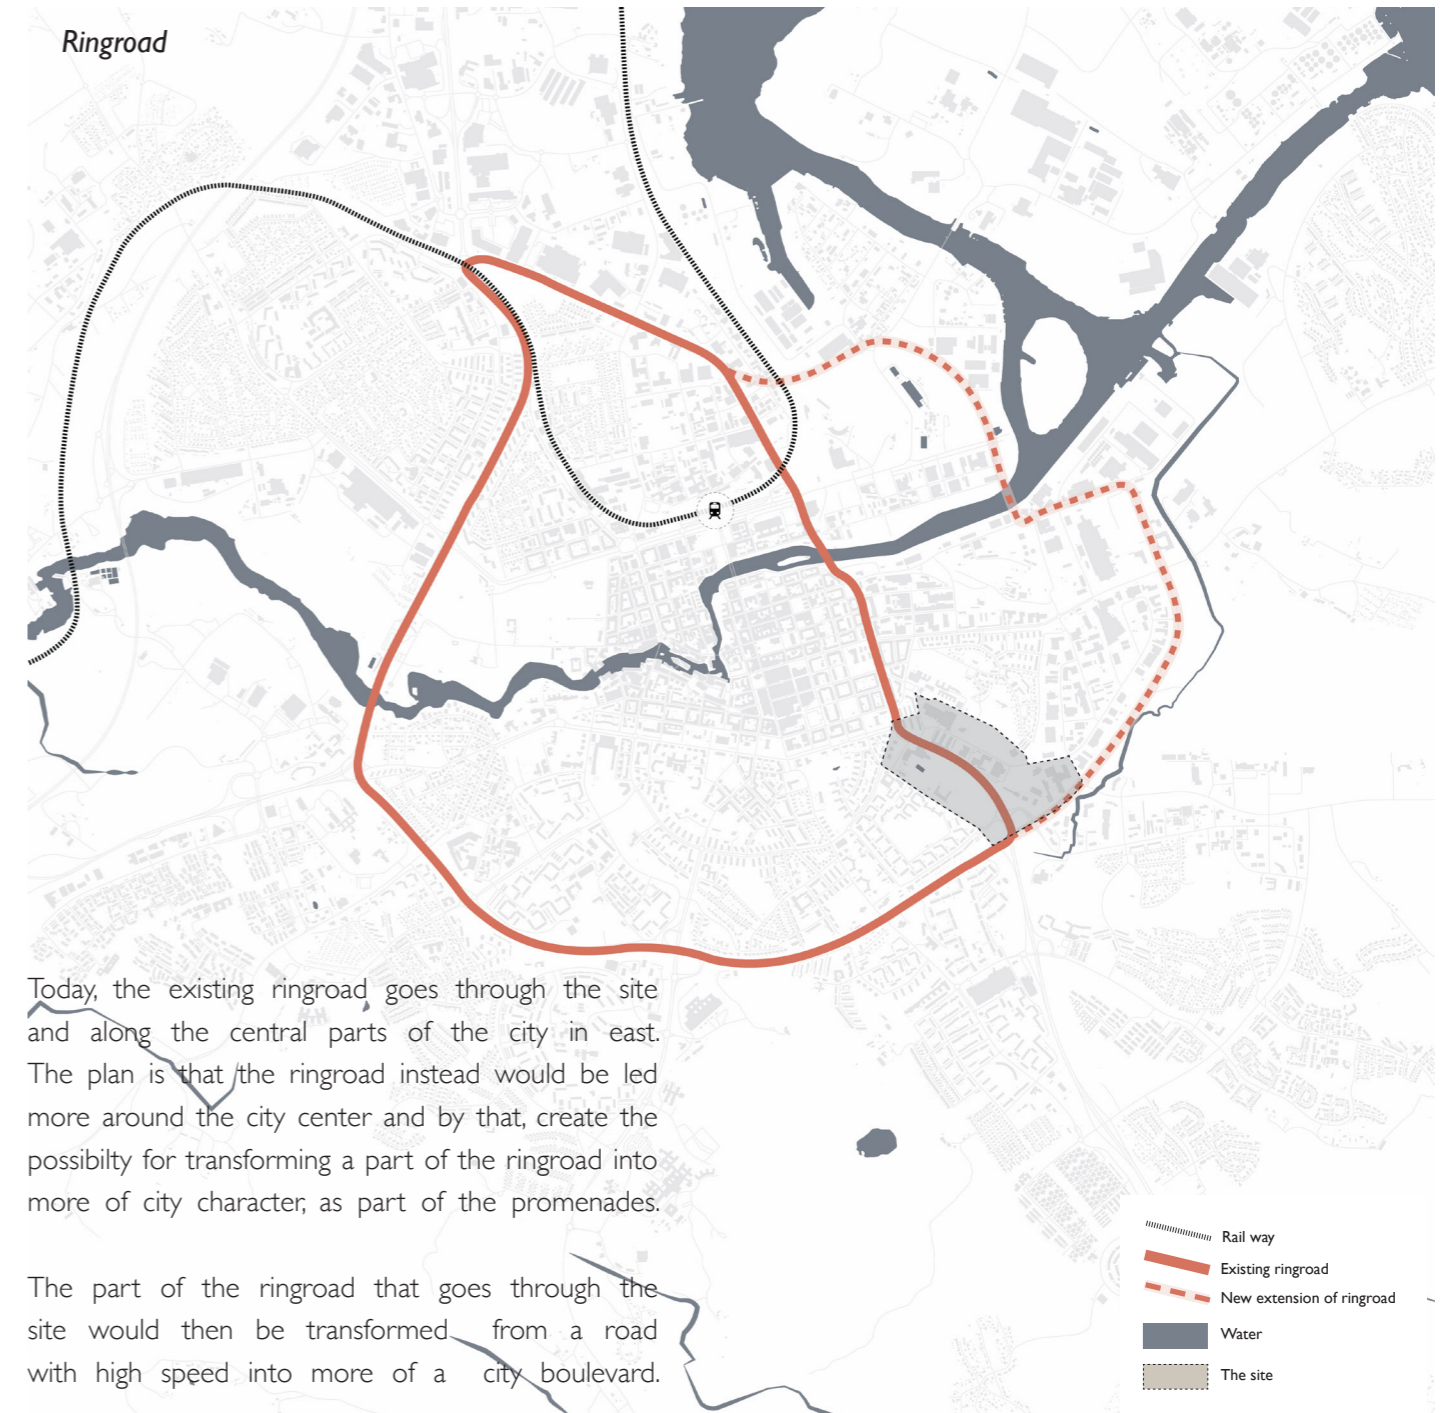 Ringroad
Today, the existing ringroad goes through the site
and along the central parts of the city in east.
The plan is that the ringroad instead would be led
more around the city center and by that, create the
possibilty for transforming a part of the ringroad into
more of city character, as part of the promenades.
The part of the ringroad that goes through the
site would then be transformed from a road
with high speed into more of a city boulevard.
Rail way
Existing ringroad
New extension of ringroad
Water
The site